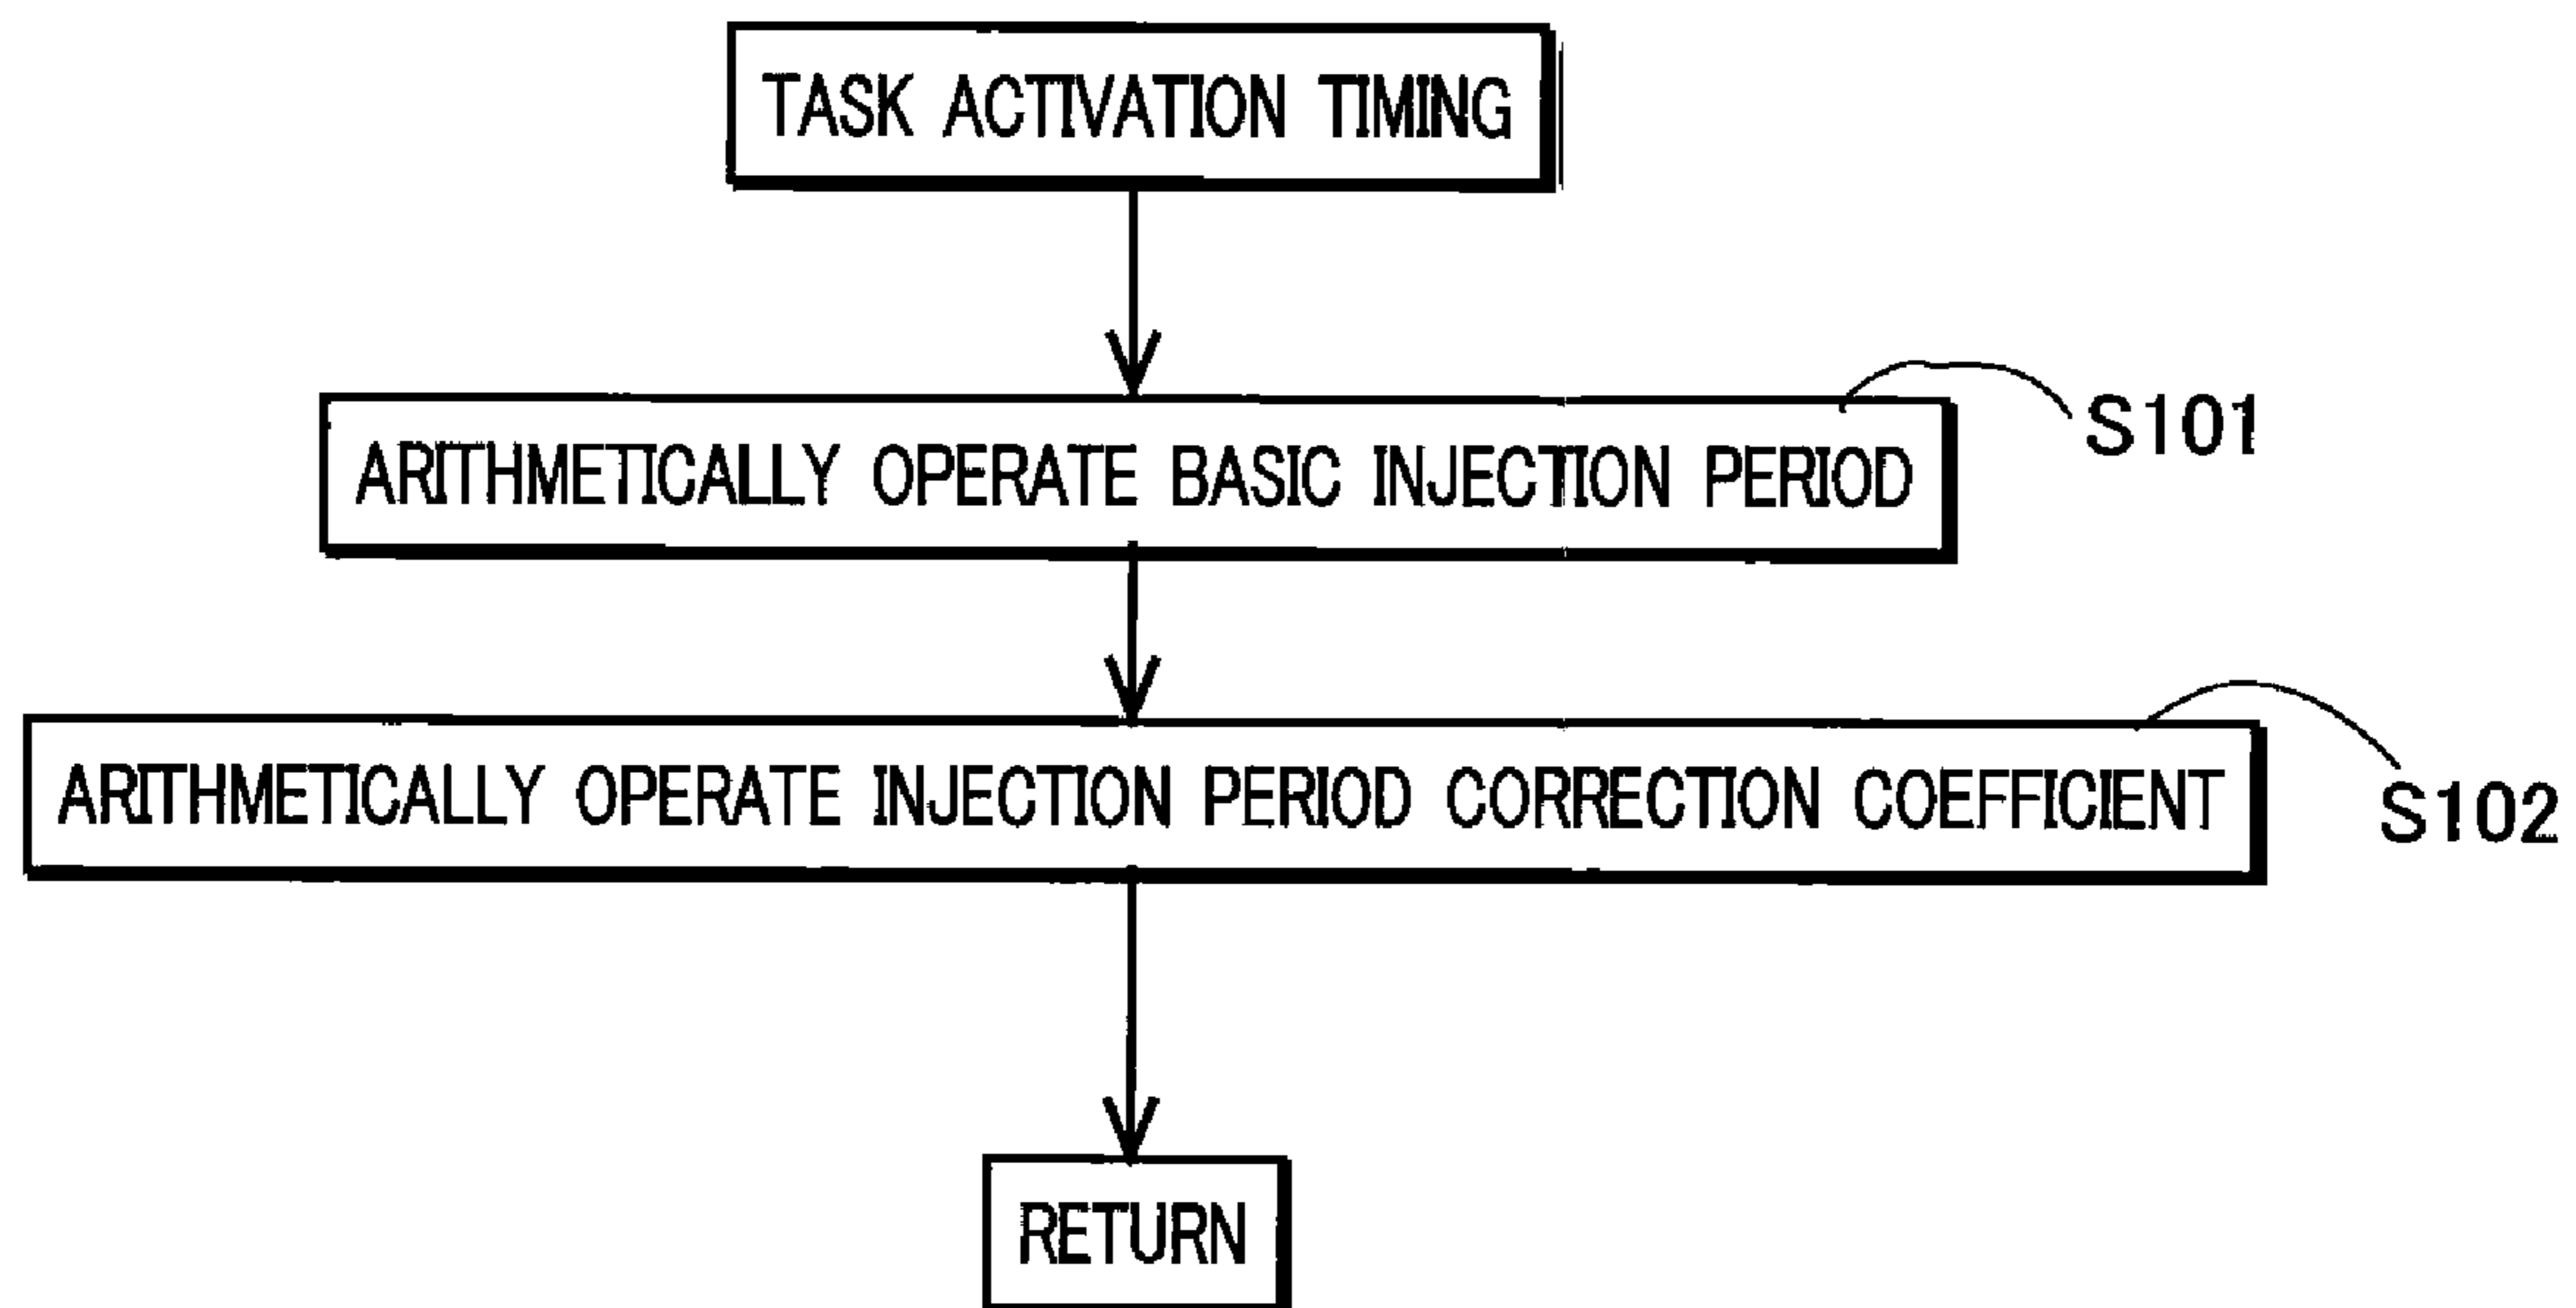 TASK ACTIVATION TIMING
ARITHMETICALLY OPERATE BASIC INJECTION PERIOD
S101
ARITHMETICALLY OPERATE INJECTION PERIOD CORRECTION COEFFICIENT
S102
RETURN